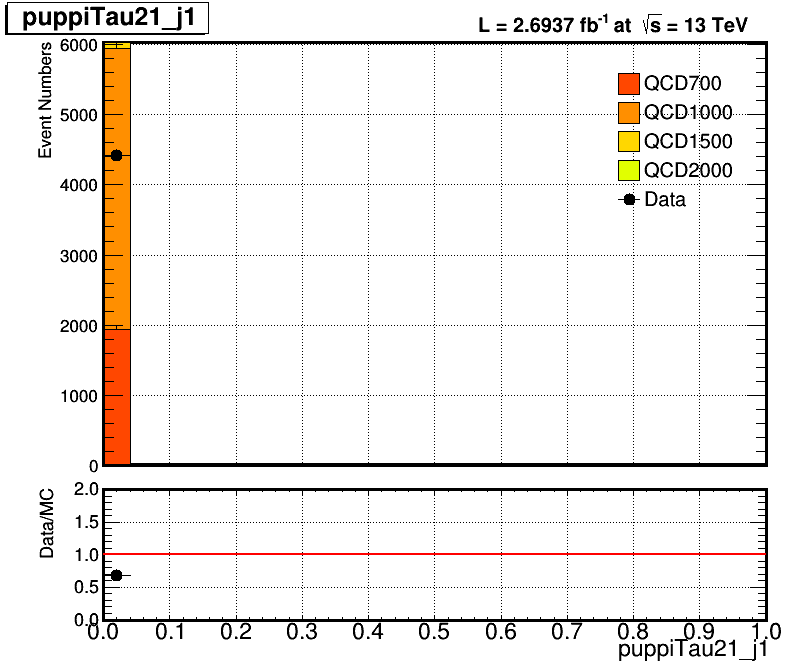 puppiTau21_j1
L = 2.6937 fb-1 at √s = 13 TeV
Event Numbers
6000
5000
4000
3000
2000
1000
0
QCD700
QCD1000
QCD1500
QCD2000
Data
Data/MC
2.0
1.5
1.0
0.5
0.0
0.0 0.1 0.2 0.3 0.4 0.5 0.6 0.7 0.8 0.9 1.0
puppiTau21_j1